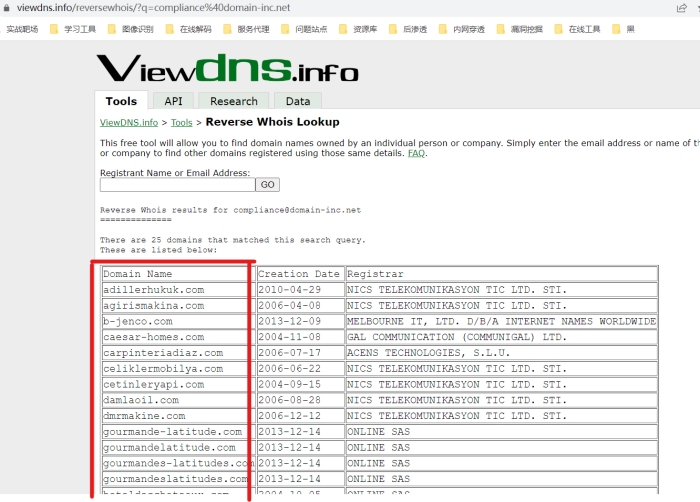 viewdns.info/reversewhois/?q=compliance%40domain-inc.net
实战靶场 学习工具 图像识别 在线解码 服务代理 问题站点 资源库 后渗透 内网穿透 漏洞挖掘 在线工具 黑
ViewDNS.info
Tools API Research Data
ViewDNS.info > Tools > Reverse Whois Lookup
This free tool will allow you to find domain names owned by an individual person or company. Simply enter the email address or name of
or company to find other domains registered using those same details. FAQ.
Registrant Name or Email Address:
GO
Reverse Whois results for compliance@domain-inc.net
==============
There are 25 domains that matched this search query.
These are listed below:
Domain Name Creation Date Registrar
adillerhukuk.com 2010-04-29 NICS TELEKOMUNIKASYON TIC LTD. STI.
agirismakina.com 2006-04-08 NICS TELEKOMUNIKASYON TIC LTD. STI.
b-jenco.com 2013-12-09 MELBOURNE IT, LTD. D/B/A INTERNET NAMES WORLDWIDE
caesar-homes.com 2004-11-08 GAL COMMUNICATION (COMMUNIGAL) LTD.
carpinteriadiaz.com 2006-07-17 ACENS TECHNOLOGIES, S.L.U.
celiklermobilya.com 2006-06-22 NICS TELEKOMUNIKASYON TIC LTD. STI.
cetinleryapi.com 2004-09-15 NICS TELEKOMUNIKASYON TIC LTD. STI.
damlaoil.com 2006-08-28 NICS TELEKOMUNIKASYON TIC LTD. STI.
dmrmakine.com 2006-12-12 NICS TELEKOMUNIKASYON TIC LTD. STI.
gourmande-latitude.com 2013-12-14 ONLINE SAS
gourmandelatitude.com 2013-12-14 ONLINE SAS
gourmandes-latitudes.com 2013-12-14 ONLINE SAS
gourmandeslatitudes.com 2013-12-14 ONLINE SAS
2004-10-05 ONLINE SAS